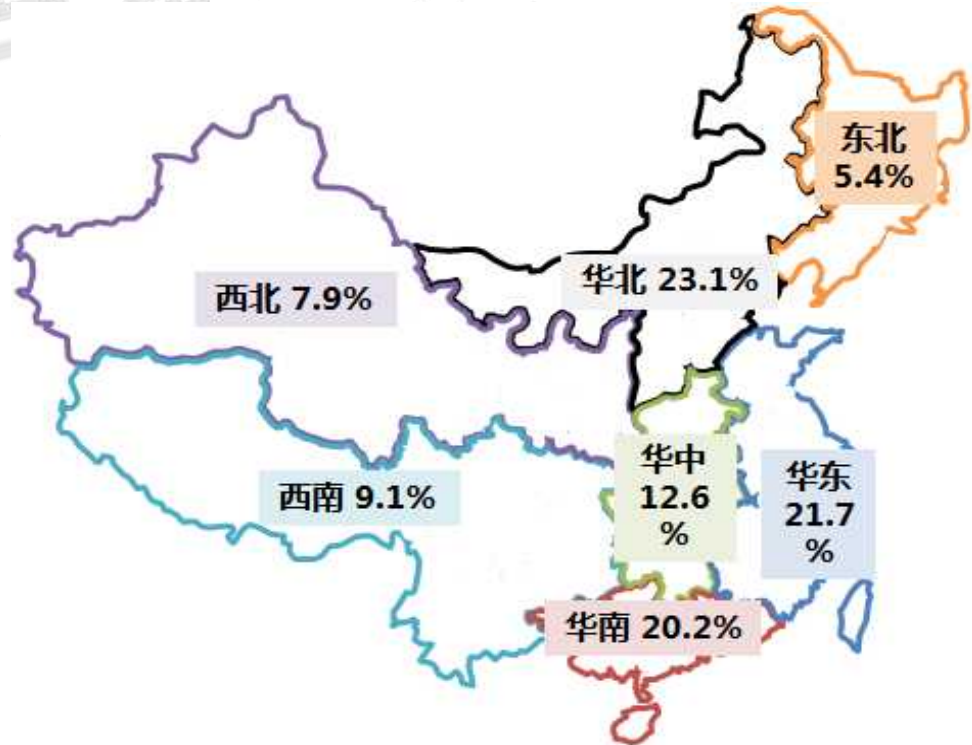 东北
5.4%
华北 23.1%
西北 7.9%
华中
12.6
%
华东
21.7
%
西南 9.1%
华南 20.2%